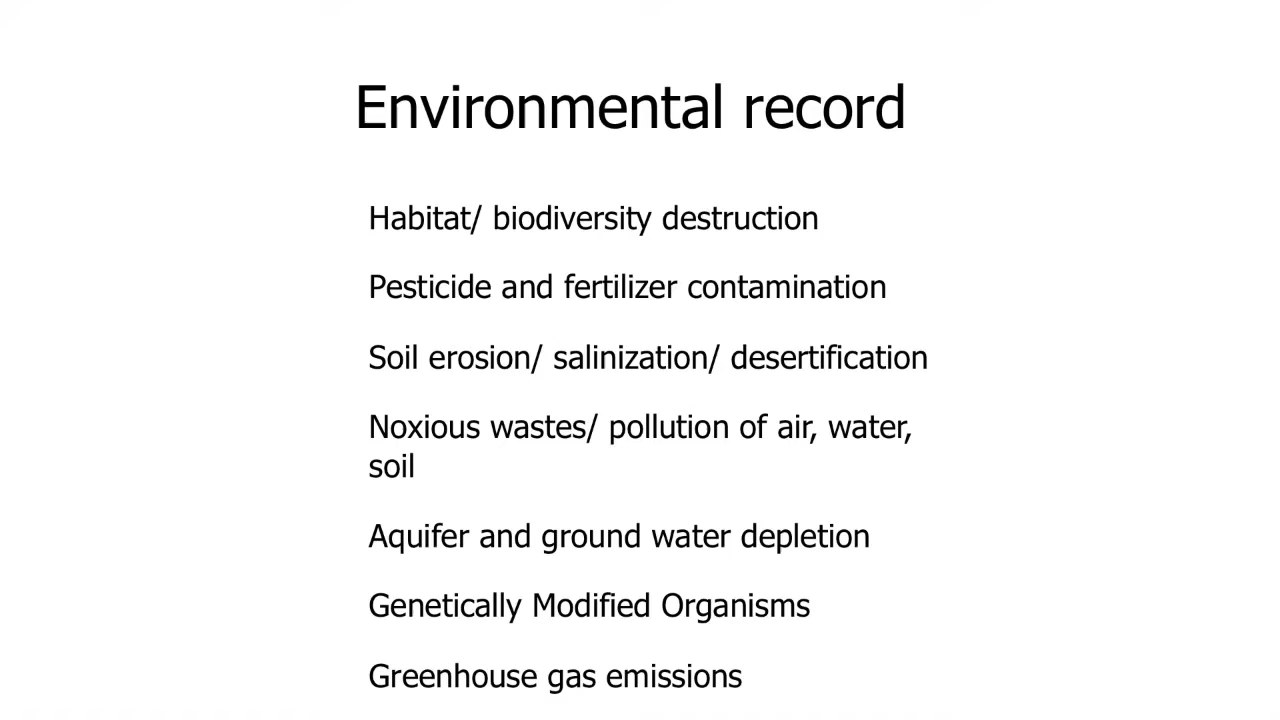 Environmental record
Habitat/ biodiversity destruction
Pesticide and fertilizer contamination
Soil erosion/ salinization/ desertification
Noxious wastes/ pollution of air, water,
soil
Aquifer and ground water depletion
Genetically Modified Organisms
Greenhouse gas emissions